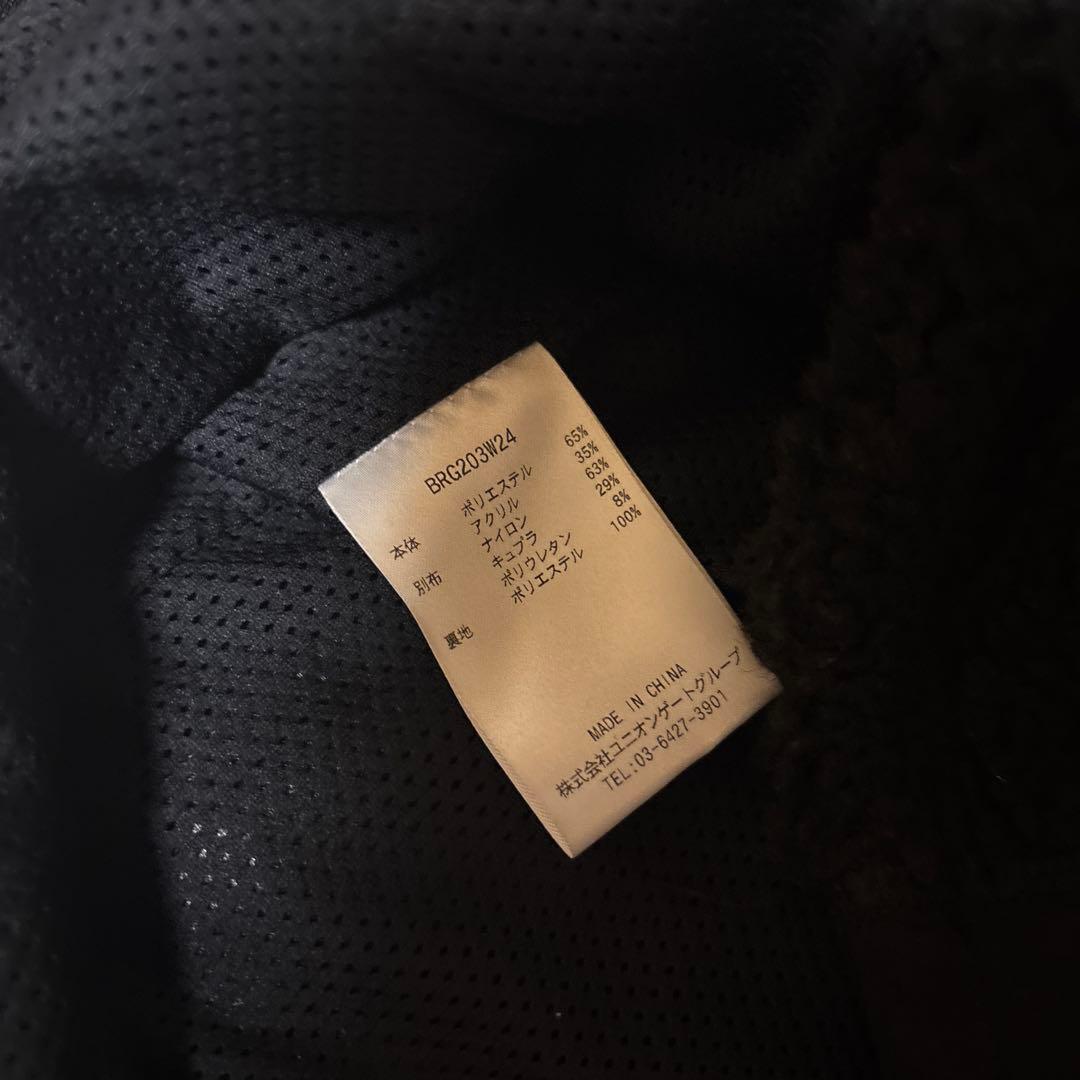 BRG203W24
本体 ポリエステル 65%
アクリル 35%
別布 ナイロン 63%
キュプラ 29%
ポリウレタン 8%
裏地 ポリエステル 100%
MADE IN CHINA
株式会社ユニオンゲートグループ
TEL:03-6427-3901